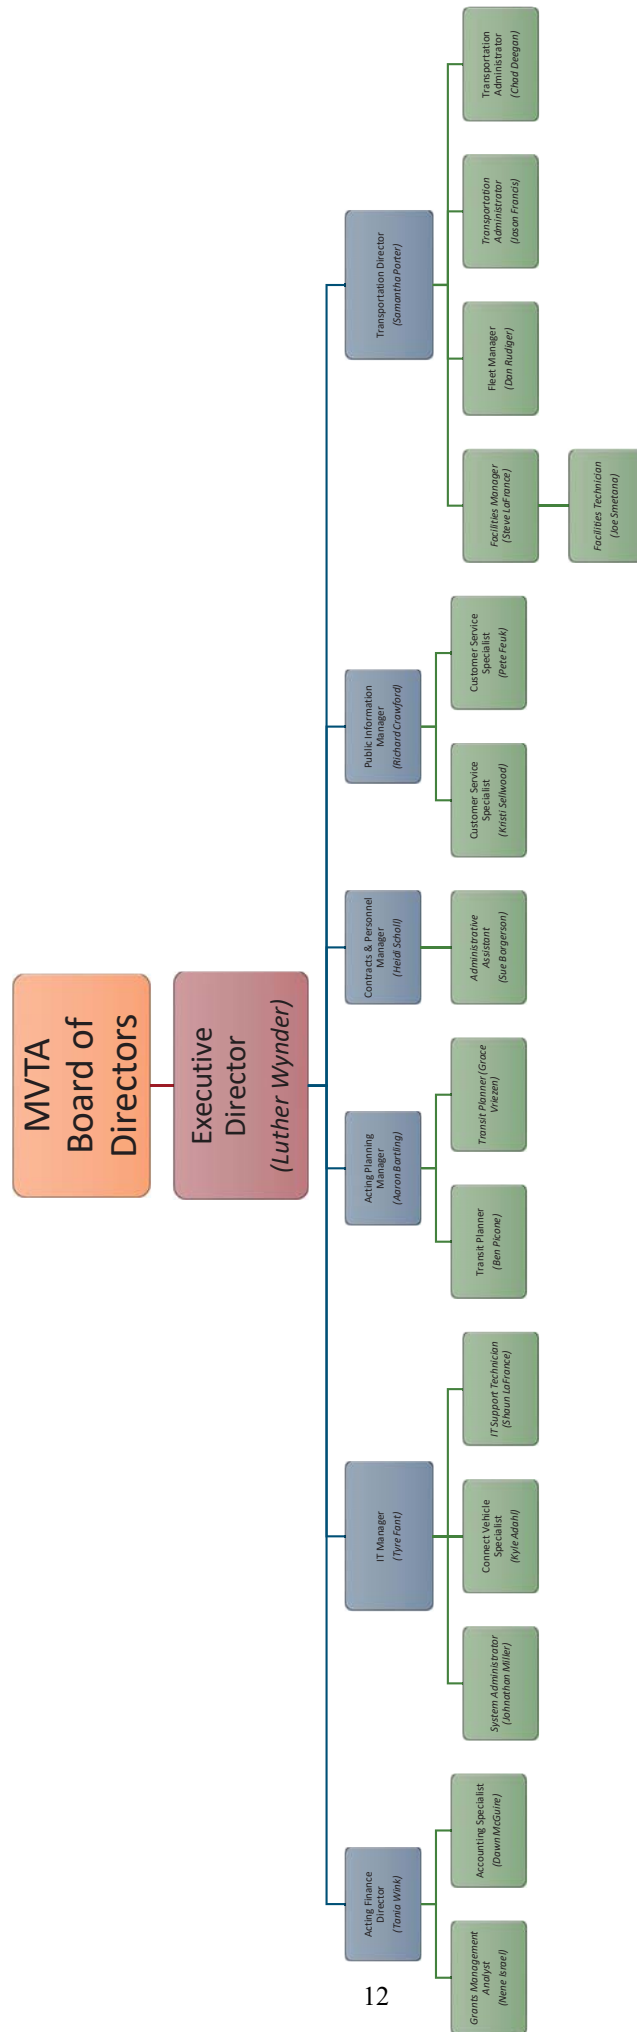 MVTA
Board of
Directors
Executive
Director
(Luther Wynder)
Acting Finance
Director
(Tania Wink)
Grants Management
Analyst
(Nene Israel)
Accounting Specialist
(Dawn McGuire)
IT Manager
(Tyre Fant)
System Administrator
(Johnathan Miller)
Connect Vehicle
Specialist
(Kyle Adahl)
IT Support Technician
(Shaun LaFrance)
Acting Planning
Manager
(Aaron Bartling)
Transit Planner
(Ben Picone)
Transit Planner (Grace
Vriezen)
Contracts & Personnel
Manager
(Heidi Scholl)
Administrative
Assistant
(Sue Borgerson)
Public Information
Manager
(Richard Crawford)
Customer Service
Specialist
(Kristi Sellwood)
Customer Service
Specialist
(Pete Feuk)
Transportation Director
(Samantha Porter)
Facilities Manager
(Steve LaFrance)
Facilities Technician
(Joe Smetana)
Fleet Manager
(Dan Rudiger)
Transportation
Administrator
(Jason Francis)
Transportation
Administrator
(Chad Deegan)
12